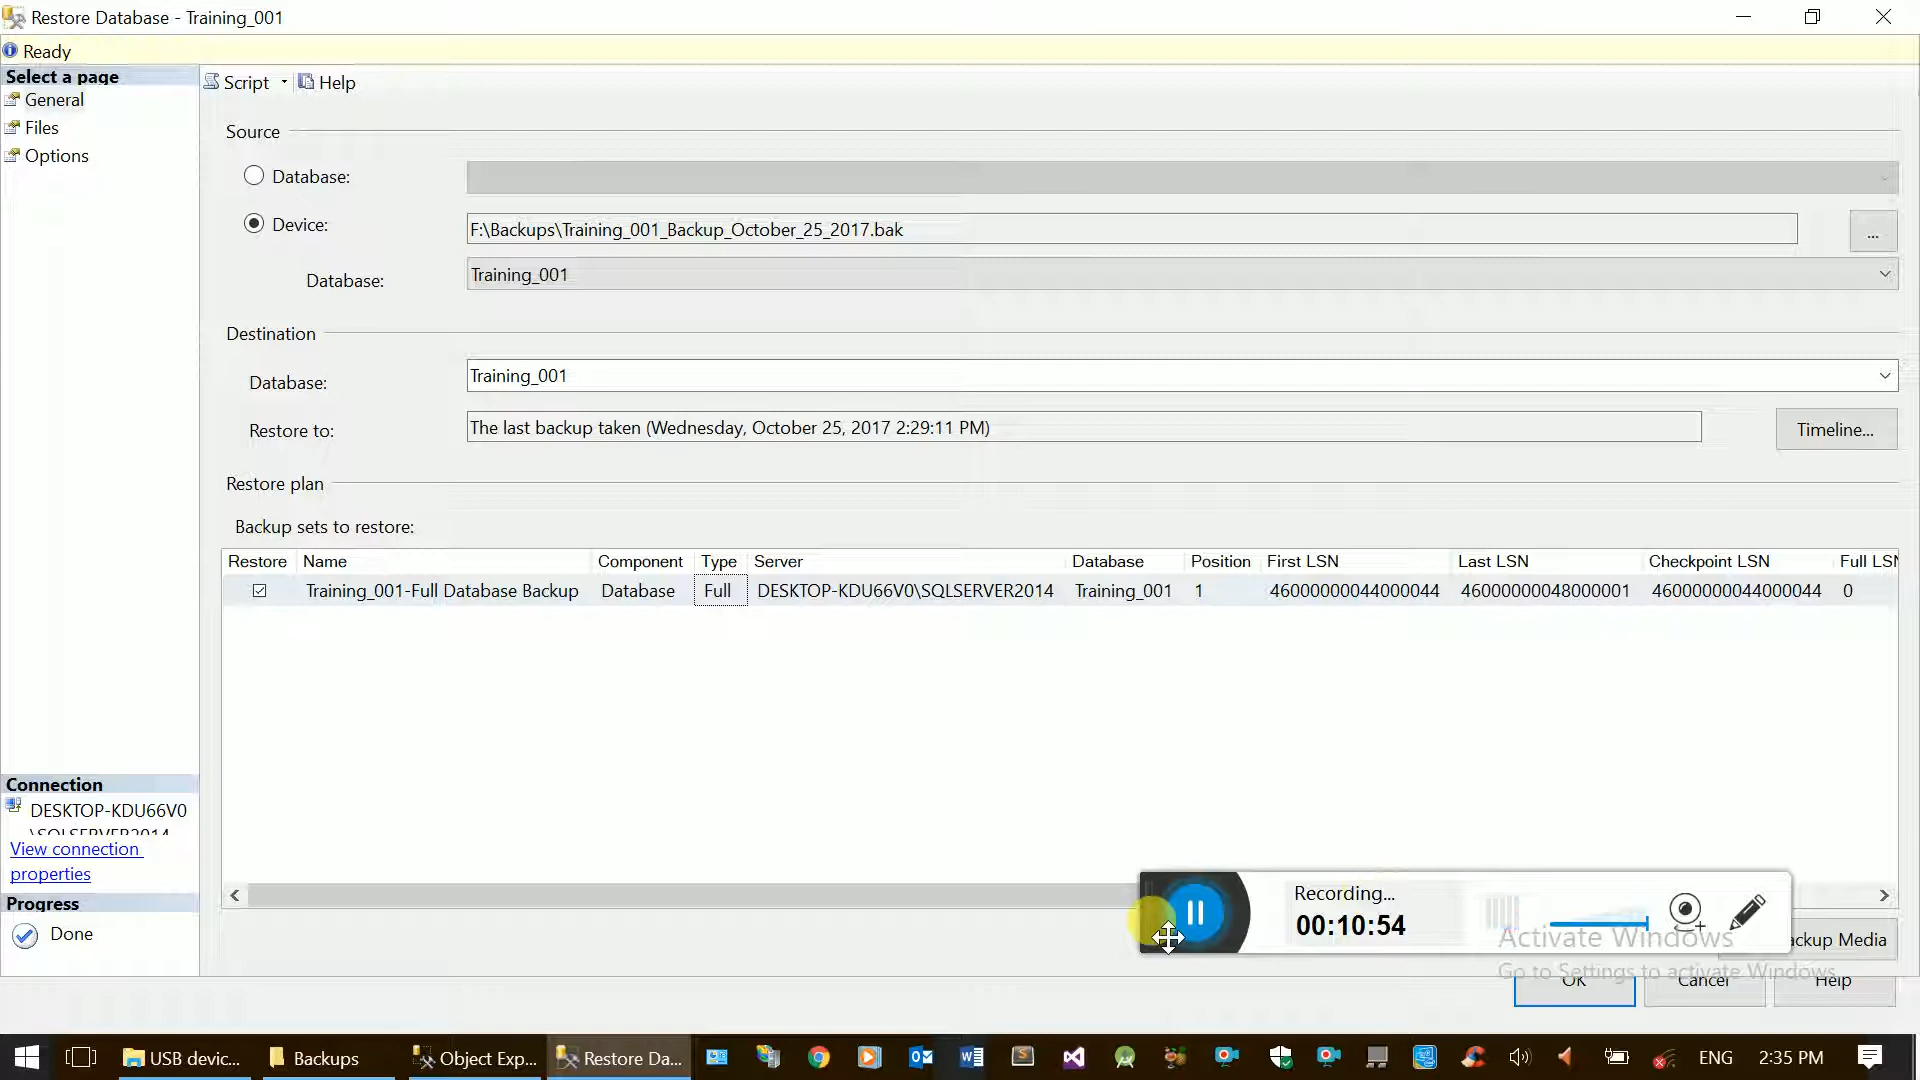 Restore Database - Training_001
Ready
Select a page
General
Files
Options
Script
Help
Source
Database:
Device:
F:\Backups\Training_001_Backup_October_25_2017.bak
...
Database:
Training_001
Destination
Database:
Training_001
Restore to:
The last backup taken (Wednesday, October 25, 2017 2:29:11 PM)
Timeline...
Restore plan
Backup sets to restore:
Restore Name Component Type Server Database Position First LSN Last LSN Checkpoint LSN Full LSN
Training_001-Full Database Backup Database Full DESKTOP-KDU66V0\SQLSERVER2014 Training_001 1 46000000044000044 46000000048000001 46000000044000044 0
Connection
DESKTOP-KDU66V0
\SQLSERVER2014
View connection
properties
Progress
Done
Recording...
00:10:54
Backup Media
Activate Windows
Go to Settings to activate Windows.
OK
Cancel
Help
USB devic...
Backups
Object Exp...
Restore Da...
ENG
2:35 PM